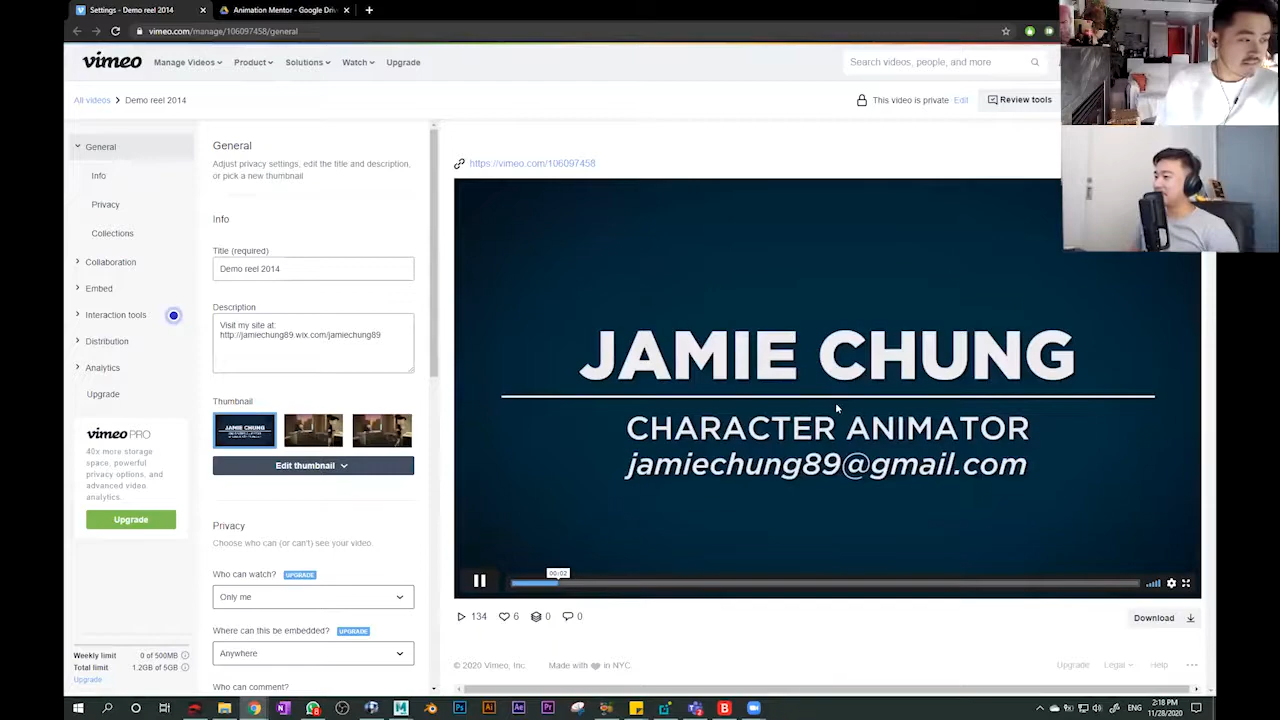 Settings - Demo reel 2014
Animation Mentor - Google Driv
vimeo.com/manage/106097458/general
vimeo
Manage Videos
Product
Solutions
Watch
Upgrade
Search videos, people, and more
All videos > Demo reel 2014
This video is private Edit
Review tools
General
Info
Privacy
Collections
Collaboration
Embed
Interaction tools
Distribution
Analytics
Upgrade
vimeo PRO
40x more storage
space, powerful
privacy options, and
advanced video
analytics.
Upgrade
Weekly limit 0 of 500MB
Total limit 1.2GB of 5GB
Upgrade
General
Adjust privacy settings, edit the title and description,
or pick a new thumbnail
Info
Title (required)
Demo reel 2014
Description
Visit my site at:
http://jamiechung89.wix.com/jamiechung89
Thumbnail
JAMIE CHUNG
Edit thumbnail
Privacy
Choose who can (or can't) see your video.
Who can watch? UPGRADE
Only me
Where can this be embedded? UPGRADE
Anywhere
Who can comment?
https://vimeo.com/106097458
JAMIE CHUNG
CHARACTER ANIMATOR
jamiechung89@gmail.com
00:02
134 6 0 0
Download
© 2020 Vimeo, Inc. Made with in NYC.
Upgrade Legal Help
Ps Ai Ae Pr
2:18 PM
11/28/2020